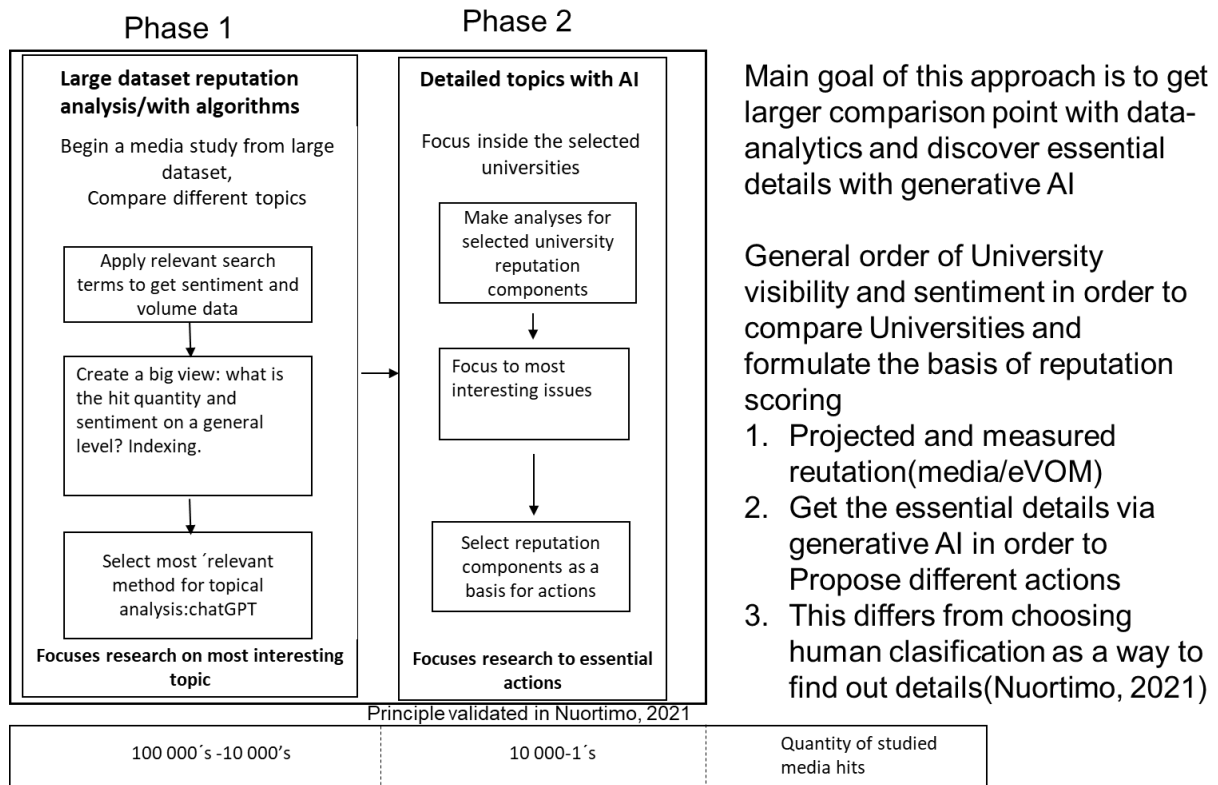 Phase 1
Phase 2
Large dataset reputation
analysis/with algorithms
Begin a media study from large
dataset,
Compare different topics
Apply relevant search
terms to get sentiment and
volume data
Create a big view: what is
the hit quantity and
sentiment on a general
level? Indexing.
Select most ´relevant
method for topical
analysis:chatGPT
Focuses research on most interesting
topic
Detailed topics with AI
Focus inside the selected
universities
Make analyses for
selected university
reputation
components
Focus to most
interesting issues
Select reputation
components as a
basis for actions
Focuses research to essential
actions
Principle validated in Nuortimo, 2021
100 000´s -10 000’s
10 000-1´s
Quantity of studied
media hits
Main goal of this approach is to get
larger comparison point with data-
analytics and discover essential
details with generative AI
General order of University
visibility and sentiment in order to
compare Universities and
formulate the basis of reputation
scoring
1. Projected and measured
reutation(media/eVOM)
2. Get the essential details via
generative AI in order to
Propose different actions
3. This differs from choosing
human clasification as a way to
find out details(Nuortimo, 2021)